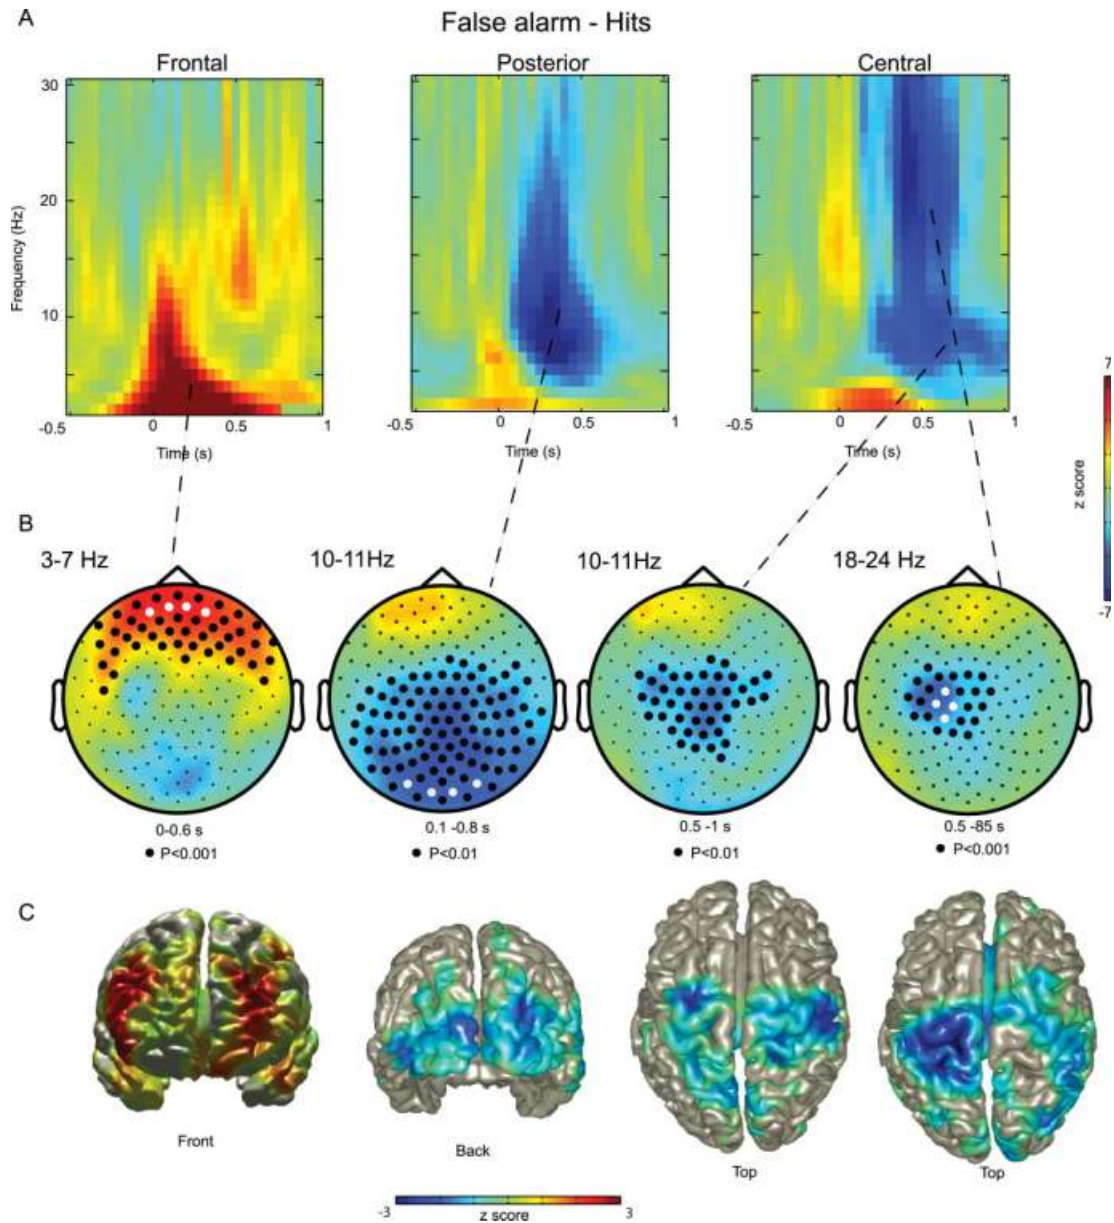 A
False alarm - Hits
Frontal
Posterior
Central
30
20
10
Frequency (Hz)
-0.5 0 0.5 1
-0.5 0 0.5 1
-0.5 0 0.5 1
Time (s)
Time (s)
Time (s)
7
z score
-7
B
3-7 Hz
10-11Hz
10-11Hz
18-24 Hz
0-0.6 s
0.1 -0.8 s
0.5 -1 s
0.5 -85 s
P<0.001
P<0.01
P<0.01
P<0.001
C
Front
Back
Top
Top
-3
z score
3